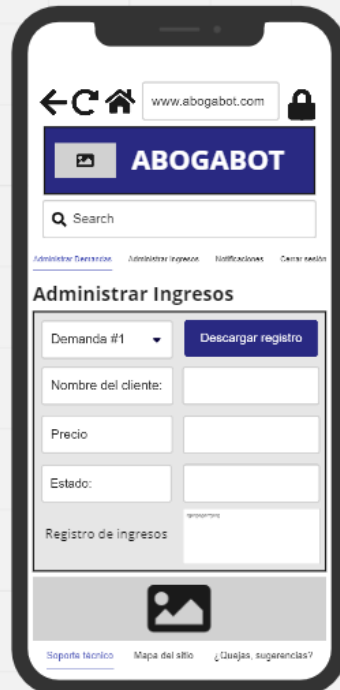 www.abogabot.com
ABOGABOT
Search
Administrar Demandas Administrar Ingresos Notificaciones Cerrar sesión
Administrar Ingresos
Demanda #1 Descargar registro
Nombre del cliente:
Precio
Estado:
Registro de ingresos
Soporte técnico Mapa del sitio ¿Quejas, sugerencias?